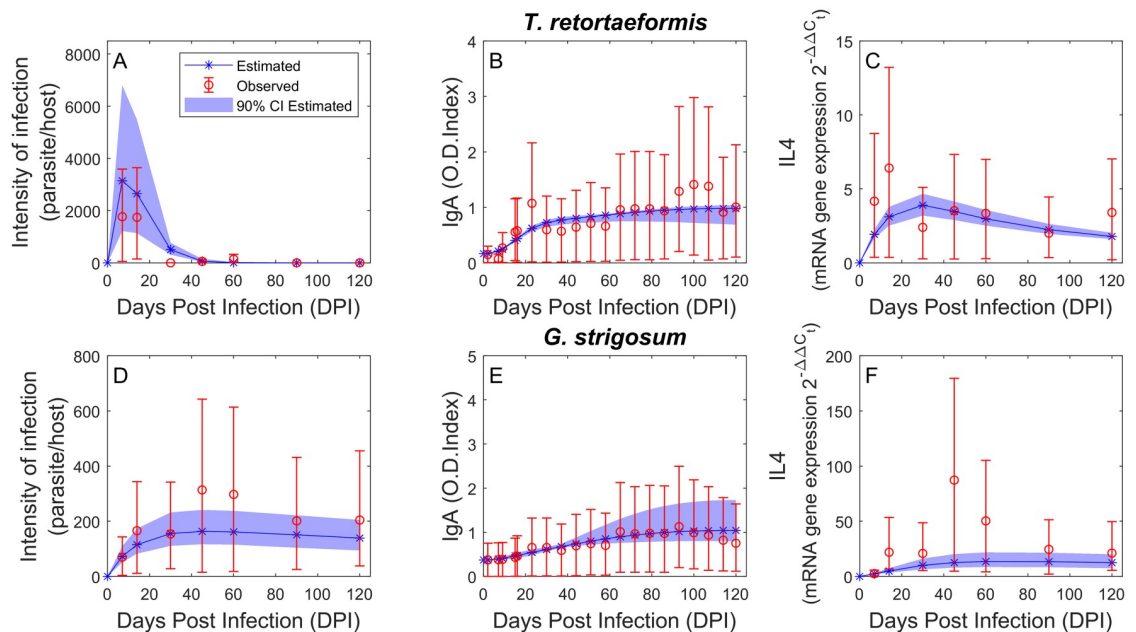 T. retortaeformis
A
Intensity of infection
(parasite/host)
8000
6000
4000
2000
0
0 20 40 60 80 100 120
Days Post Infection (DPI)
Estimated
Observed
90% CI Estimated
B
IgA (O.D.Index)
4
3
2
1
0
0 20 40 60 80 100 120
Days Post Infection (DPI)
C
IL4
(mRNA gene expression 2^-ΔΔC_t)
15
10
5
0
0 20 40 60 80 100 120
Days Post Infection (DPI)
G. strigosum
D
Intensity of infection
(parasite/host)
800
600
400
200
0
0 20 40 60 80 100 120
Days Post Infection (DPI)
E
IgA (O.D.Index)
5
4
3
2
1
0
0 20 40 60 80 100 120
Days Post Infection (DPI)
F
IL4
(mRNA gene expression 2^-ΔΔC_t)
200
150
100
50
0
0 20 40 60 80 100 120
Days Post Infection (DPI)